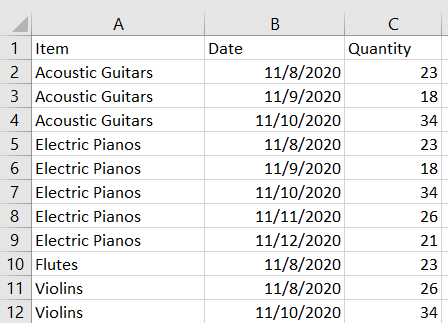 A B C
1 Item Date Quantity
2 Acoustic Guitars 11/8/2020 23
3 Acoustic Guitars 11/9/2020 18
4 Acoustic Guitars 11/10/2020 34
5 Electric Pianos 11/8/2020 23
6 Electric Pianos 11/9/2020 18
7 Electric Pianos 11/10/2020 34
8 Electric Pianos 11/11/2020 26
9 Electric Pianos 11/12/2020 21
10 Flutes 11/8/2020 23
11 Violins 11/8/2020 26
12 Violins 11/10/2020 34